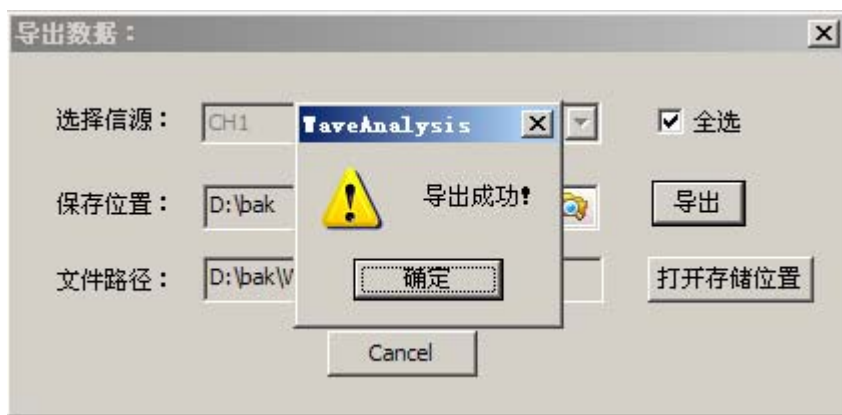 导出数据：
选择信源：
CH1
WaveAnalysis
全选
保存位置：
D:\bak
导出成功!
导出
文件路径：
D:\bak\W
确定
打开存储位置
Cancel